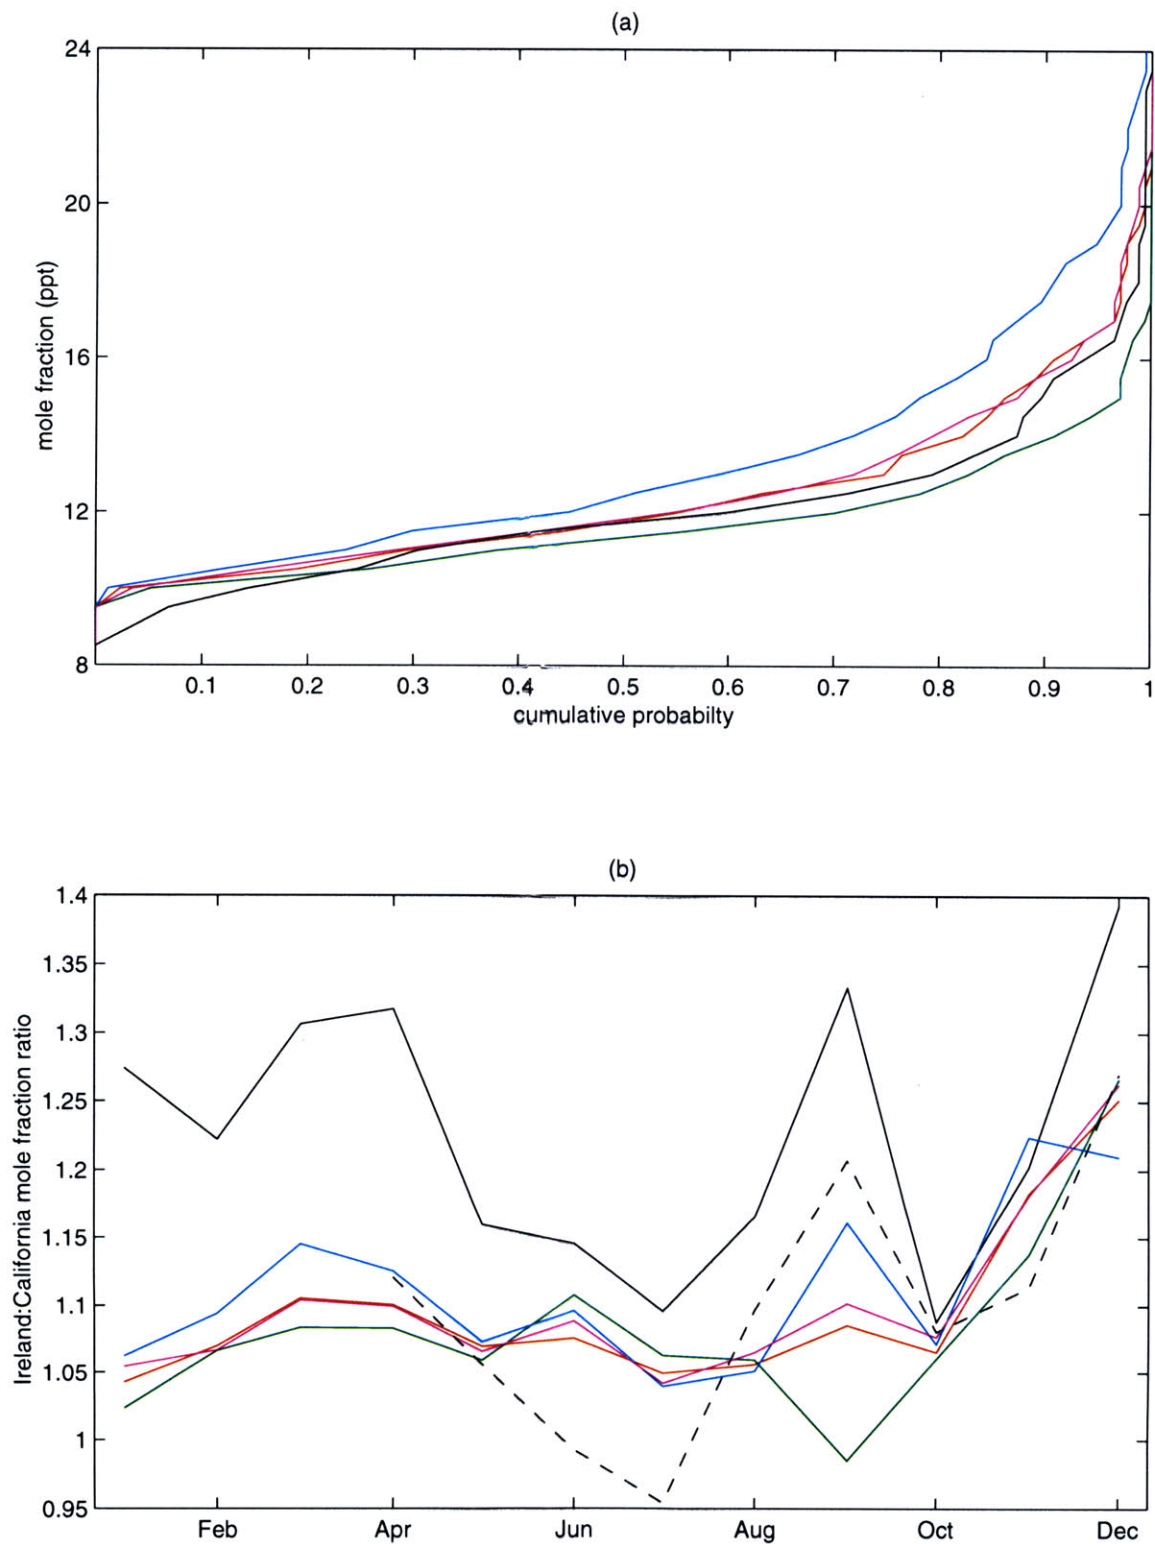 (a)
24
20
16
12
8
mole fraction (ppt)
0.1 0.2 0.3 0.4 0.5 0.6 0.7 0.8 0.9 1
cumulative probabilty
(b)
1.4
1.35
1.3
1.25
1.2
1.15
1.1
1.05
1
0.95
Ireland:California mole fraction ratio
Feb Apr Jun Aug Oct Dec